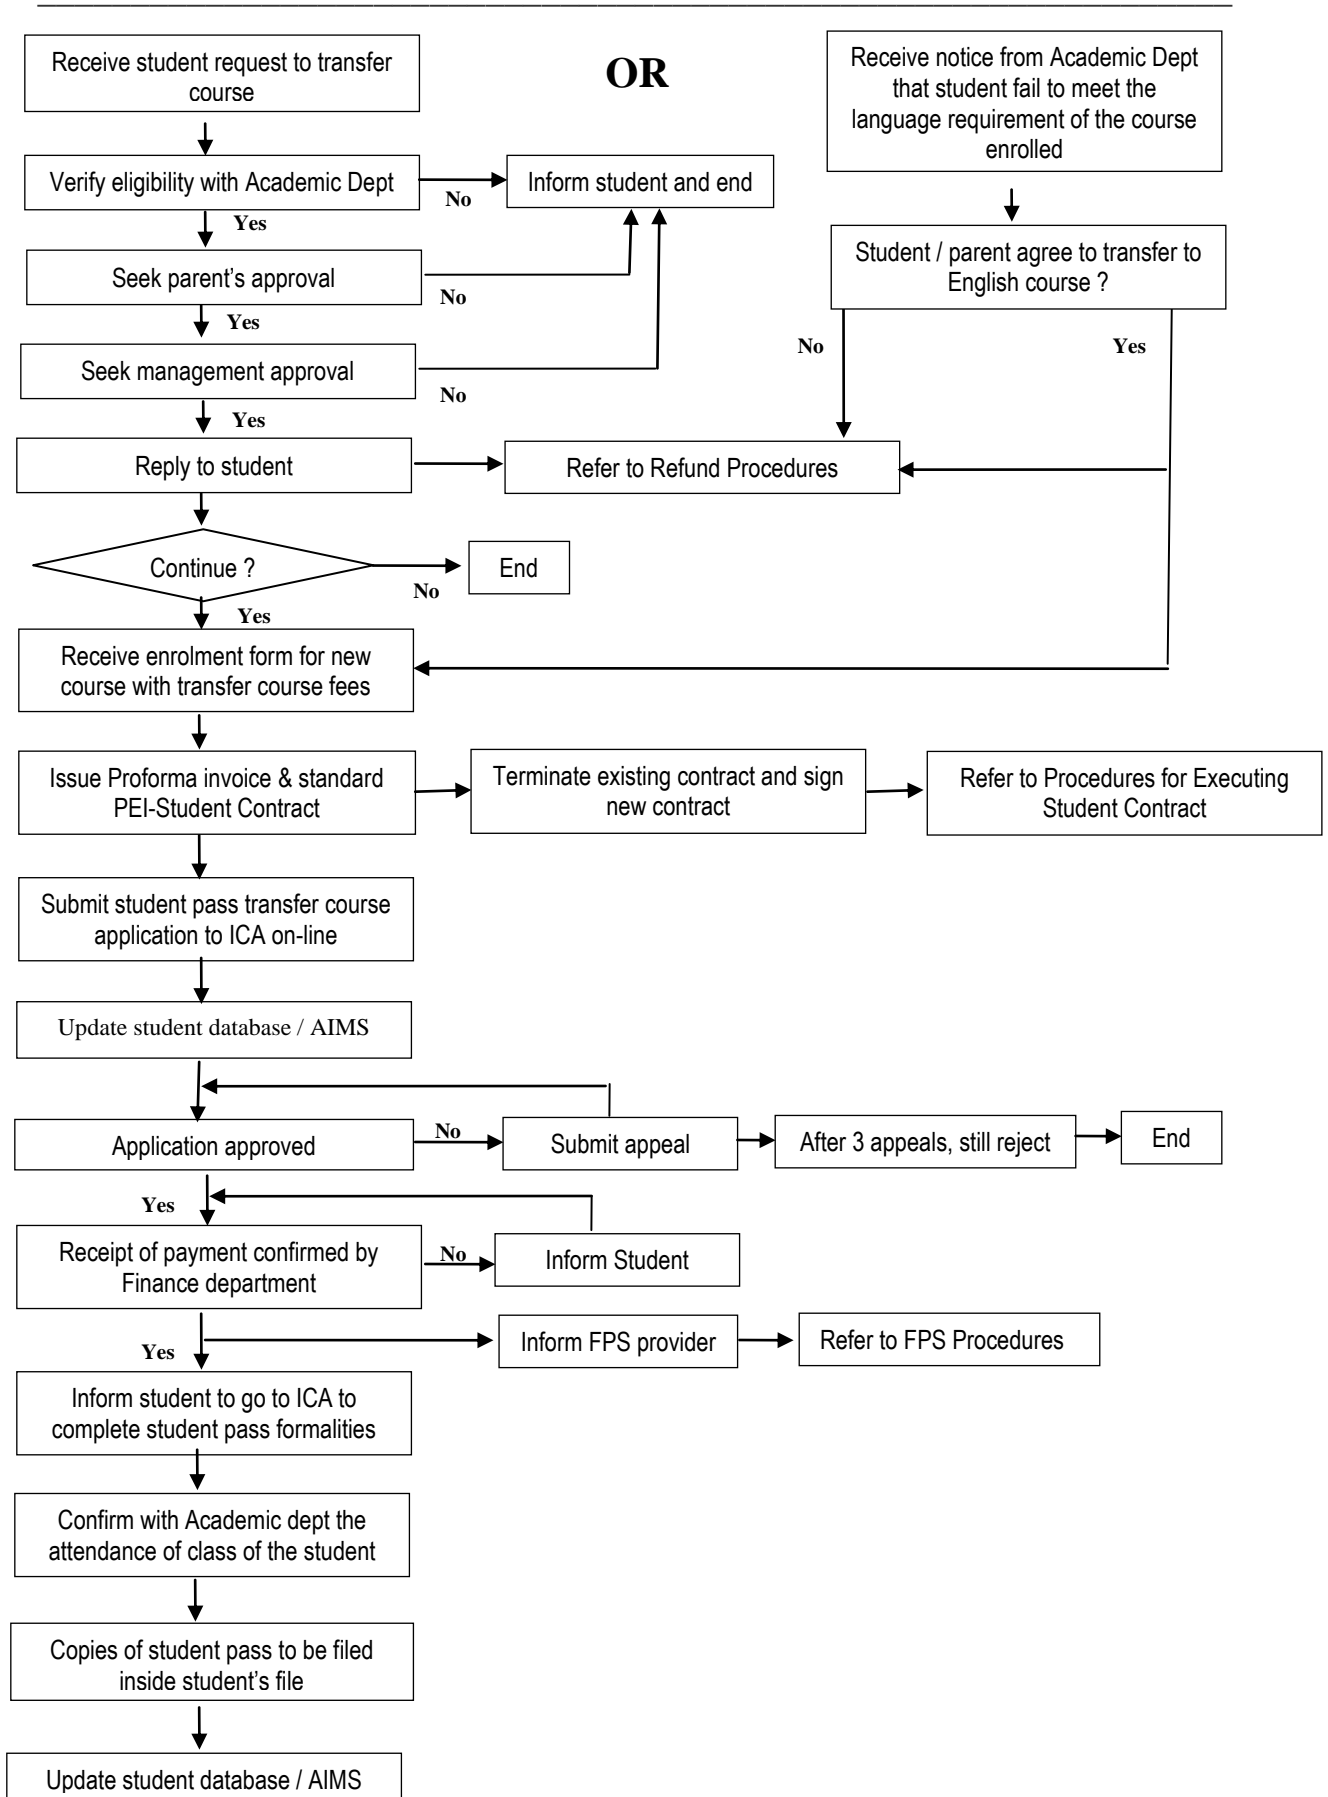 Receive student request to transfer
course
OR
Receive notice from Academic Dept
that student fail to meet the
language requirement of the course
enrolled
Verify eligibility with Academic Dept
No
Inform student and end
Yes
Seek parent’s approval
No
Student / parent agree to transfer to
English course ?
Yes
No
Yes
Seek management approval
No
Yes
Reply to student
Refer to Refund Procedures
Continue ?
No
End
Yes
Receive enrolment form for new
course with transfer course fees
Issue Proforma invoice & standard
PEI-Student Contract
Terminate existing contract and sign
new contract
Refer to Procedures for Executing
Student Contract
Submit student pass transfer course
application to ICA on-line
Update student database / AIMS
Application approved
No
Submit appeal
After 3 appeals, still reject
End
Yes
Receipt of payment confirmed by
Finance department
No
Inform Student
Yes
Inform FPS provider
Refer to FPS Procedures
Inform student to go to ICA to
complete student pass formalities
Confirm with Academic dept the
attendance of class of the student
Copies of student pass to be filed
inside student’s file
Update student database / AIMS